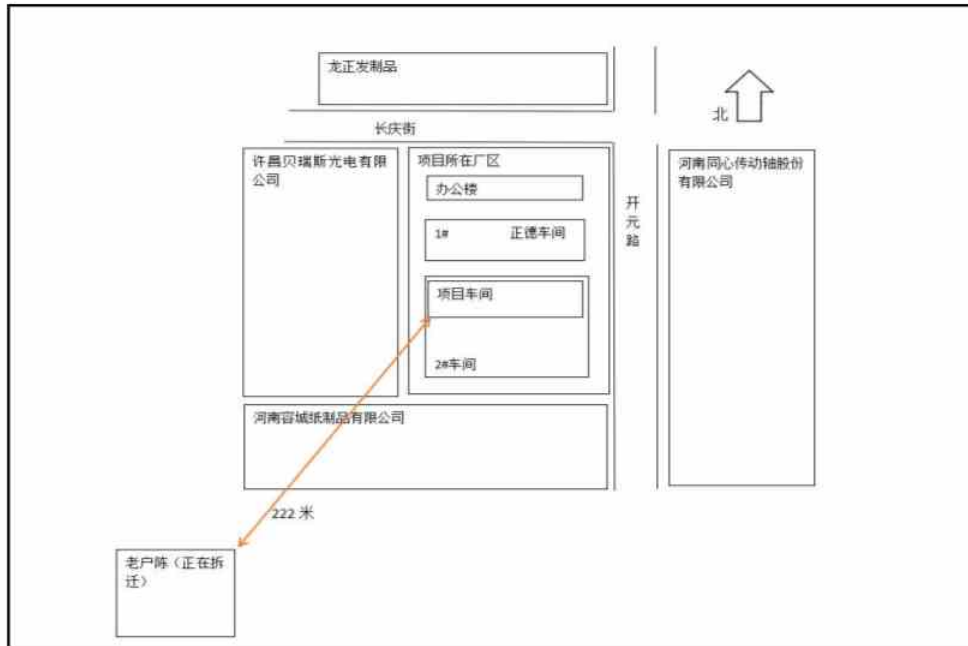 龙正发制品
北
长庆街
许昌贝瑞斯光电有限
公司
项目所在厂区
办公楼
1# 正德车间
项目车间
2#车间
开
元
路
河南同心传动轴股份
有限公司
河南容城纸制品有限公司
222 米
老户陈（正在拆
迁）